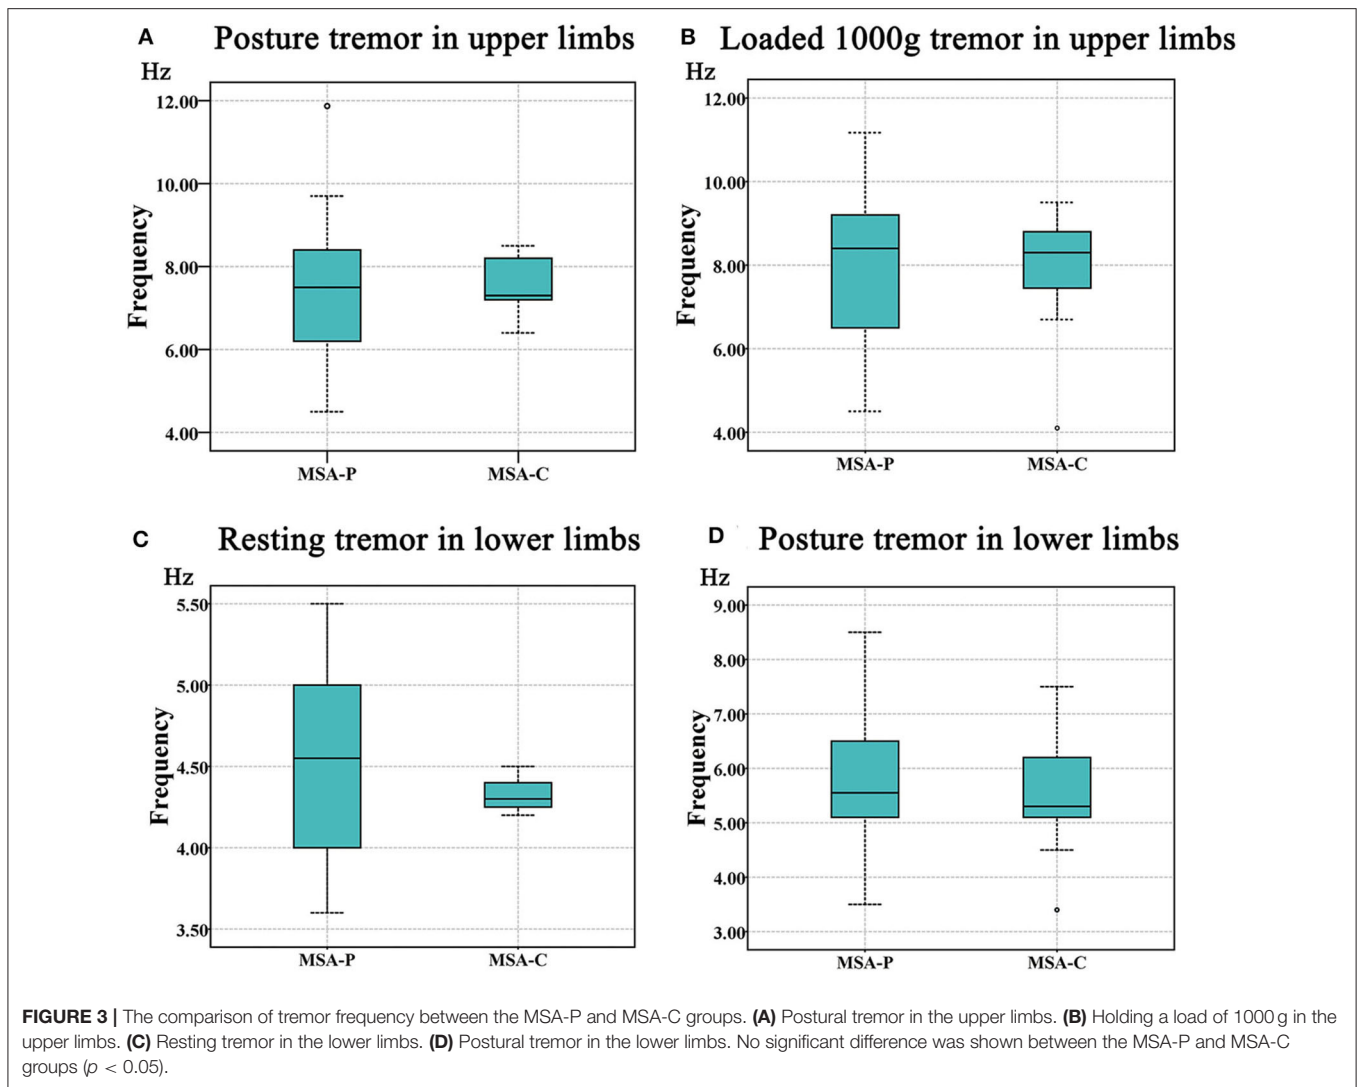 A Posture tremor in upper limbs
Hz
12.00
10.00
8.00
6.00
4.00
Frequency
MSA-P MSA-C
B Loaded 1000g tremor in upper limbs
Hz
12.00
10.00
8.00
6.00
4.00
Frequency
MSA-P MSA-C
C Resting tremor in lower limbs
Hz
5.50
5.00
4.50
4.00
3.50
Frequency
MSA-P MSA-C
D Posture tremor in lower limbs
Hz
9.00
8.00
7.00
6.00
5.00
4.00
3.00
Frequency
MSA-P MSA-C
FIGURE 3 | The comparison of tremor frequency between the MSA-P and MSA-C groups. (A) Postural tremor in the upper limbs. (B) Holding a load of 1000 g in the
upper limbs. (C) Resting tremor in the lower limbs. (D) Postural tremor in the lower limbs. No significant difference was shown between the MSA-P and MSA-C
groups (p < 0.05).